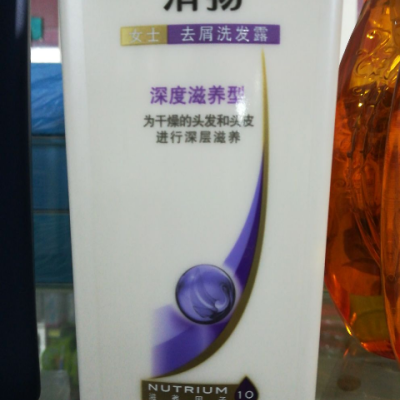 清扬
女士 去屑洗发露
深度滋养型
为干燥的头发和头皮
进行深层滋养
NUTRIUM 10